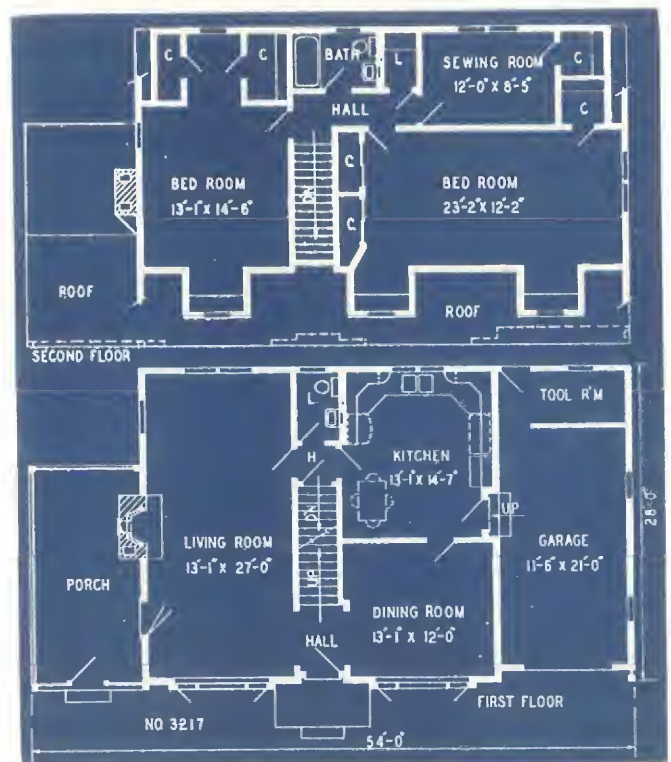 C
C
BATH
L
SEWING ROOM
12'-0" X 8'-5"
C
C
HALL
BED ROOM
13'-1" X 14'-6"
DN
C
C
BED ROOM
23'-2" X 12'-2"
ROOF
ROOF
SECOND FLOOR
L
TOOL R'M
H
KITCHEN
13'-1" X 14'-7"
DN
UP
UP
LIVING ROOM
13'-1" X 27'-0"
GARAGE
11'-6" X 21'-0"
28'-0"
PORCH
DINING ROOM
13'-1" X 12'-0"
HALL
NO. 3217
FIRST FLOOR
54'-0"